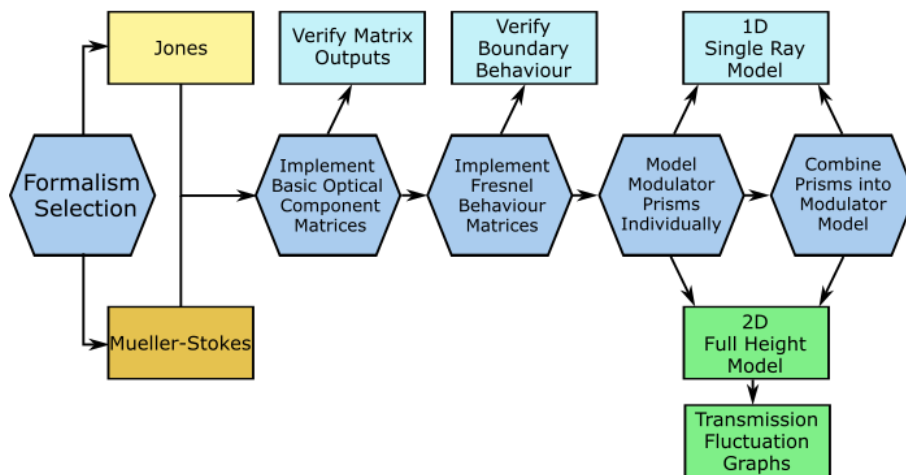 Jones
Verify Matrix
Outputs
Verify
Boundary
Behaviour
1D
Single Ray
Model
Formalism
Selection
Implement
Basic Optical
Component
Matrices
Implement
Fresnel
Behaviour
Matrices
Model
Modulator
Prisms
Individually
Combine
Prisms into
Modulator
Model
Mueller-Stokes
2D
Full Height
Model
Transmission
Fluctuation
Graphs